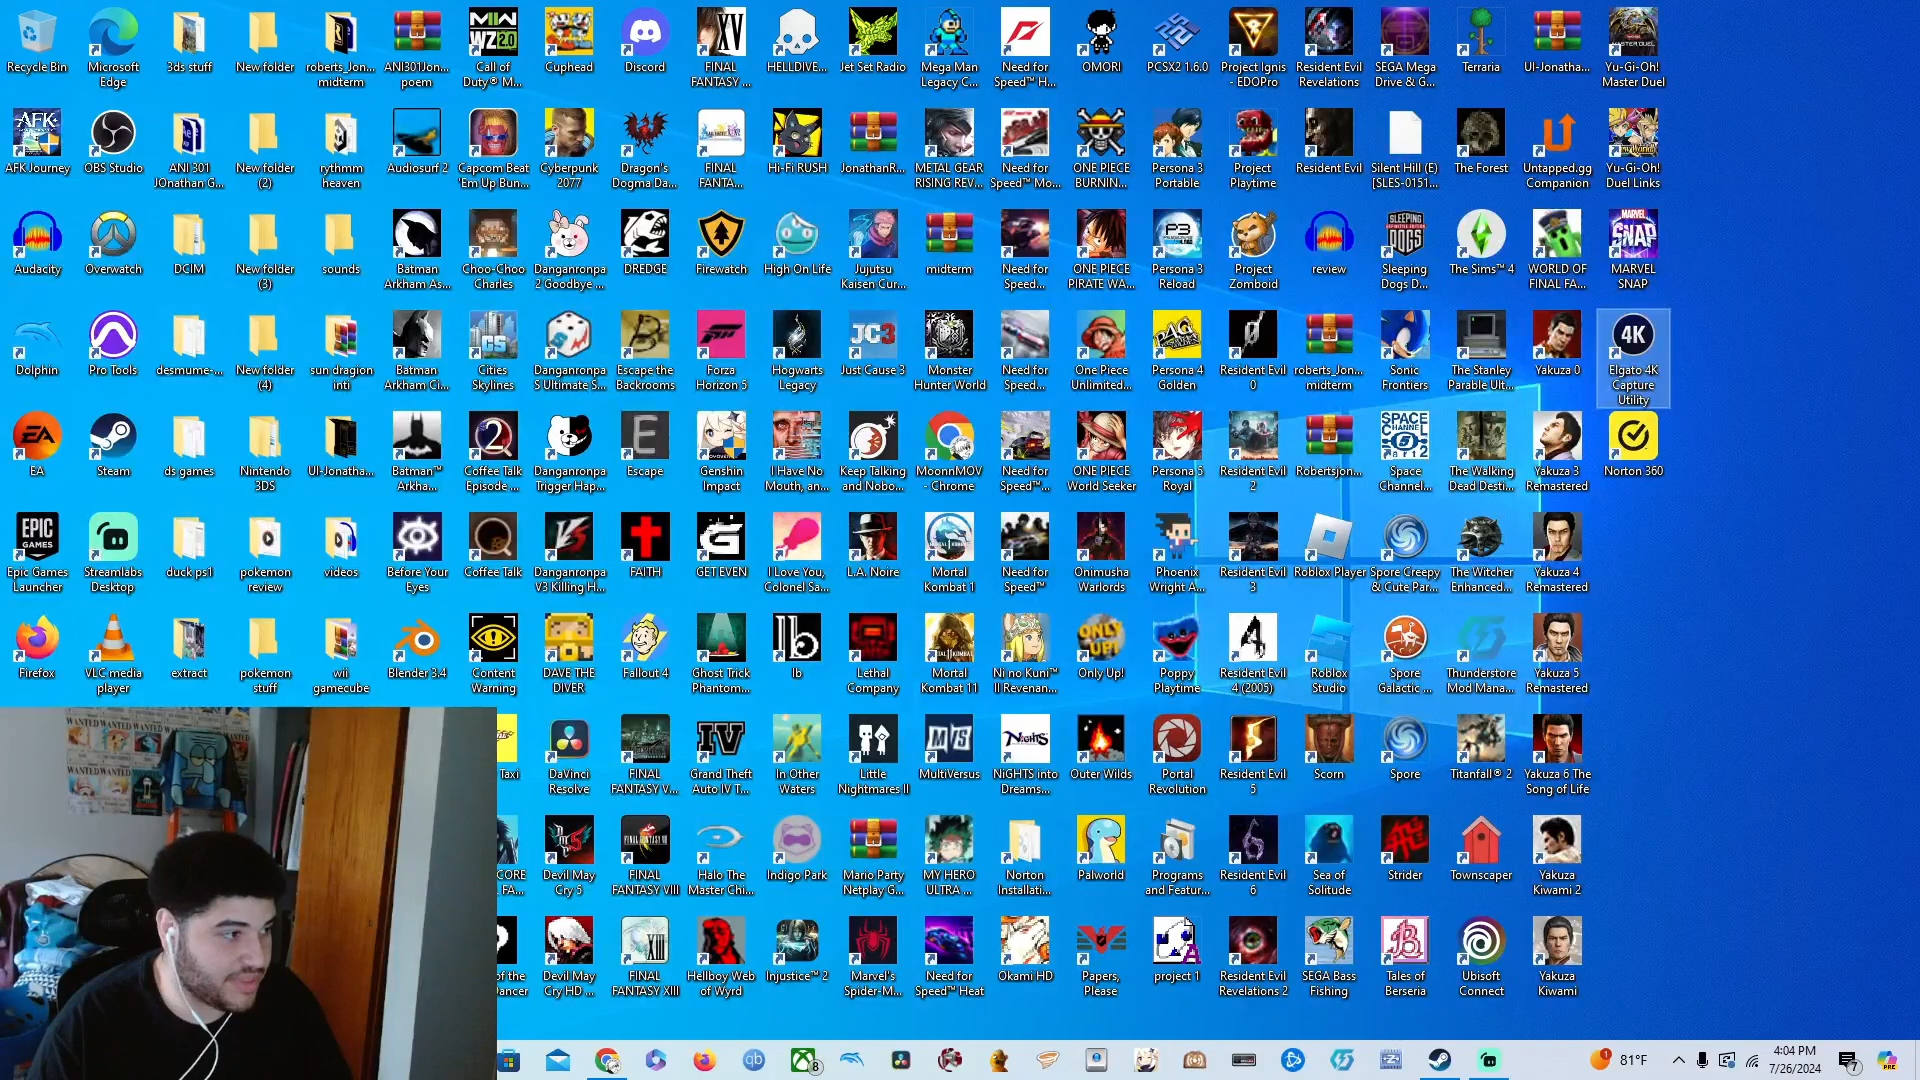 Recycle Bin
Microsoft
Edge
3ds stuff
New folder
roberts_Jon...
midterm
ANI301Jon...
poem
Call of
Duty® M...
Cuphead
Discord
FINAL
FANTASY ...
HELLDIVE...
Jet Set Radio
Mega Man
Legacy C...
Need for
Speed™ H...
OMORI
PCSX2 1.6.0
Project Ignis
- EDOPro
Resident Evil
Revelations
SEGA Mega
Drive & G...
Terraria
UI-Jonatha...
Yu-Gi-Oh!
Master Duel
AFK Journey
OBS Studio
ANI 301
JOnathan G...
New folder
(2)
rythmm
heaven
Audiosurf 2
Capcom Beat
'Em Up Bun...
Cyberpunk
2077
Dragon's
Dogma Da...
FINAL
FANTA...
Hi-Fi RUSH
JonathanR...
METAL GEAR
RISING REV...
Need for
Speed™ Mo...
ONE PIECE
BURNIN...
Persona 3
Portable
Project
Playtime
Resident Evil
Silent Hill (E)
[SLES-0151...
The Forest
Untapped.gg
Companion
Yu-Gi-Oh!
Duel Links
Audacity
Overwatch
DCIM
New folder
(3)
sounds
Batman
Arkham As...
Choo-Choo
Charles
Danganronpa
2 Goodbye ...
DREDGE
Firewatch
High On Life
Jujutsu
Kaisen Cur...
midterm
Need for
Speed...
ONE PIECE
PIRATE WA...
Persona 3
Reload
Project
Zomboid
review
Sleeping
Dogs D...
The Sims™ 4
WORLD OF
FINAL FA...
MARVEL
SNAP
Dolphin
Pro Tools
desmume-...
New folder
(4)
sun dragion
inti
Batman
Arkham Ci...
Cities
Skylines
Danganronpa
S Ultimate S...
Escape the
Backrooms
Forza
Horizon 5
Hogwarts
Legacy
Just Cause 3
Monster
Hunter World
Need for
Speed...
One Piece
Unlimited...
Persona 4
Golden
Resident Evil
0
roberts_Jon...
midterm
Sonic
Frontiers
The Stanley
Parable Ult...
Yakuza 0
Elgato 4K
Capture
Utility
EA
Steam
ds games
Nintendo
3DS
UI-Jonatha...
Batman™
Arkha...
Coffee Talk
Episode ...
Danganronpa
Trigger Hap...
Escape
Genshin
Impact
I Have No
Mouth, an...
Keep Talking
and Nobo...
MoonnMOV
- Chrome
Need for
Speed™...
ONE PIECE
World Seeker
Persona 5
Royal
Resident Evil
2
Robertsjon...
Space
Channel...
The Walking
Dead Desti...
Yakuza 3
Remastered
Norton 360
Epic Games
Launcher
Streamlabs
Desktop
duck ps1
pokemon
review
videos
Before Your
Eyes
Coffee Talk
Danganronpa
V3 Killing H...
FAITH
GET EVEN
I Love You,
Colonel Sa...
L.A. Noire
Mortal
Kombat 1
Need for
Speed™
Onimusha
Warlords
Phoenix
Wright A...
Resident Evil
3
Roblox Player
Spore Creepy
& Cute Par...
The Witcher
Enhanced...
Yakuza 4
Remastered
Firefox
VLC media
player
extract
pokemon
stuff
wii
gamecube
Blender 3.4
Content
Warning
DAVE THE
DIVER
Fallout 4
Ghost Trick
Phantom...
Ib
Lethal
Company
Mortal
Kombat 11
Ni no Kuni™
II Revenan...
Only Up!
Poppy
Playtime
Resident Evil
4 (2005)
Roblox
Studio
Spore
Galactic ...
Thunderstore
Mod Mana...
Yakuza 5
Remastered
Taxi
DaVinci
Resolve
FINAL
FANTASY V...
Grand Theft
Auto IV T...
In Other
Waters
Little
Nightmares II
MultiVersus
NiGHTS into
Dreams...
Outer Wilds
Portal
Revolution
Resident Evil
5
Scorn
Spore
Titanfall® 2
Yakuza 6 The
Song of Life
CORE
Devil May
Cry 5
FINAL
FANTASY VIII
Halo The
Master Chi...
Indigo Park
Mario Party
Netplay G...
MY HERO
ULTRA ...
Norton
Installati...
Palworld
Programs
and Featur...
Resident Evil
6
Sea of
Solitude
Strider
Townscaper
Yakuza
Kiwami 2
of the
Dancer
Devil May
Cry HD ...
FINAL
FANTASY XIII
Hellboy Web
of Wyrd
Injustice™ 2
Marvel's
Spider-M...
Need for
Speed™ Heat
Okami HD
Papers,
Please
project 1
Resident Evil
Revelations 2
SEGA Bass
Fishing
Tales of
Berseria
Ubisoft
Connect
Yakuza
Kiwami
WANTED WANTED
81°F
4:04 PM
7/26/2024